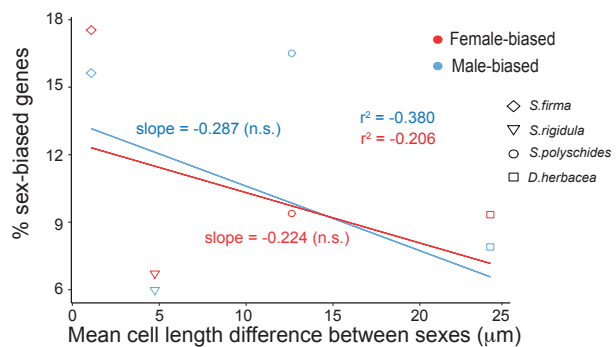 18
15
12
9
6
0
5
10
15
20
25
% sex-biased genes
Mean cell length difference between sexes (μm)
Female-biased
Male-biased
slope = -0.287 (n.s.)
r² = -0.380
r² = -0.206
slope = -0.224 (n.s.)
S.firma
S.rigidula
S.polyschides
D.herbacea